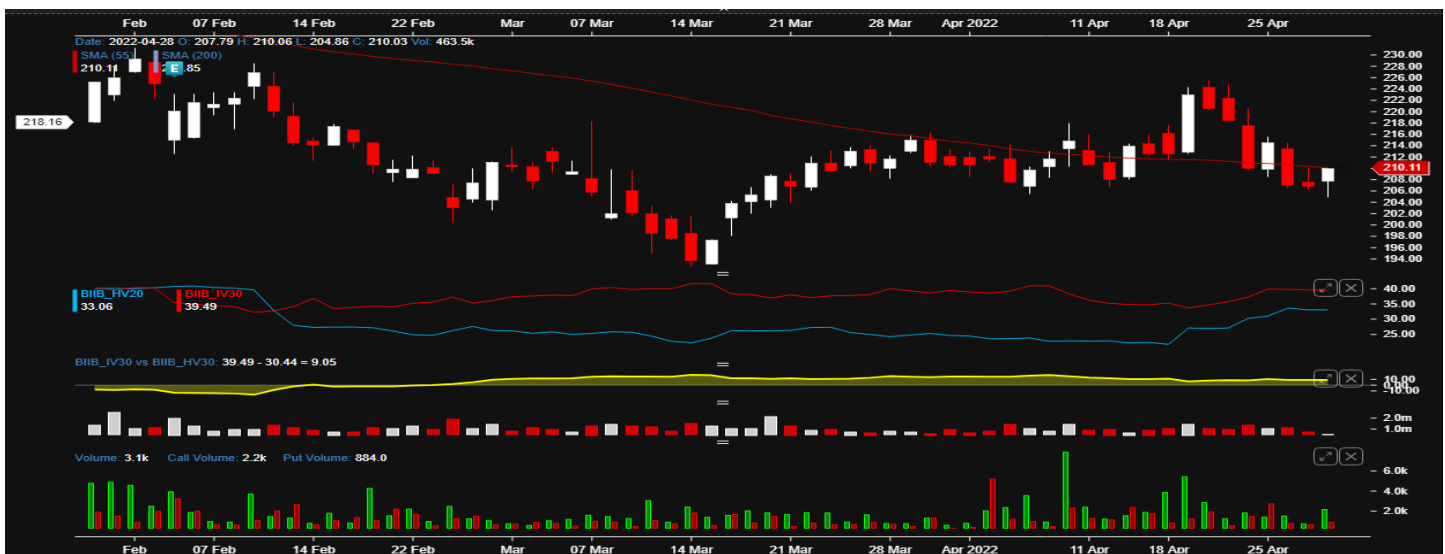 Feb 07 Feb 14 Feb 22 Feb Mar 07 Mar 14 Mar 21 Mar 28 Mar Apr 2022 11 Apr 18 Apr 25 Apr
Date: 2022-04-28 O: 207.79 H: 210.06 L: 204.86 C: 210.03 Vol: 463.5k
SMA (55) SMA (200)
210.11 .85
E
230.00
228.00
226.00
224.00
222.00
220.00
218.00
218.16
216.00
214.00
212.00
210.11
208.00
206.00
204.00
202.00
200.00
198.00
196.00
194.00
BIIB_HV20 BIIB_IV30
33.06 39.49
40.00
35.00
30.00
25.00
BIIB_IV30 vs BIIB_HV30: 39.49 - 30.44 = 9.05
10.00
0.00
-10.00
2.0m
1.0m
Volume: 3.1k Call Volume: 2.2k Put Volume: 884.0
6.0k
4.0k
2.0k
Feb 07 Feb 14 Feb 22 Feb Mar 07 Mar 14 Mar 21 Mar 28 Mar Apr 2022 11 Apr 18 Apr 25 Apr